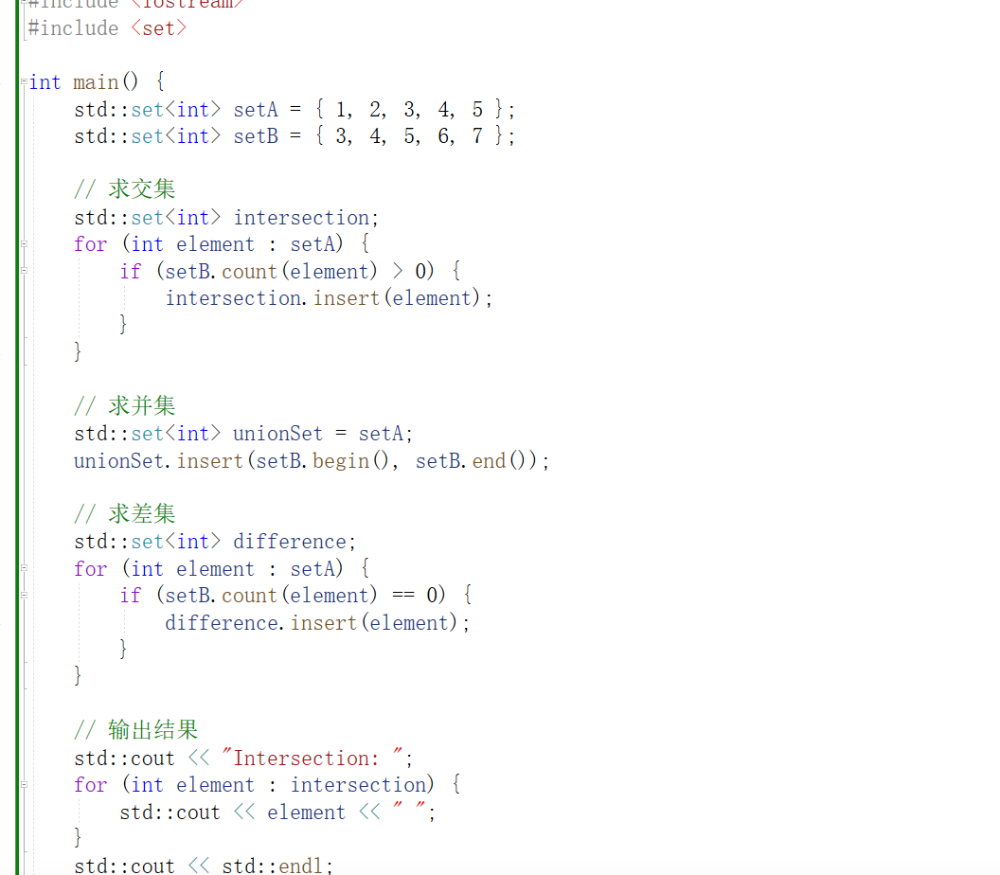 #include <iostream>
#include <set>
int main() {
    std::set<int> setA = { 1, 2, 3, 4, 5 };
    std::set<int> setB = { 3, 4, 5, 6, 7 };
    // 求交集
    std::set<int> intersection;
    for (int element : setA) {
        if (setB.count(element) > 0) {
            intersection.insert(element);
        }
    }
    // 求并集
    std::set<int> unionSet = setA;
    unionSet.insert(setB.begin(), setB.end());
    // 求差集
    std::set<int> difference;
    for (int element : setA) {
        if (setB.count(element) == 0) {
            difference.insert(element);
        }
    }
    // 输出结果
    std::cout << "Intersection: ";
    for (int element : intersection) {
        std::cout << element << " ";
    }
    std::cout << std::endl;